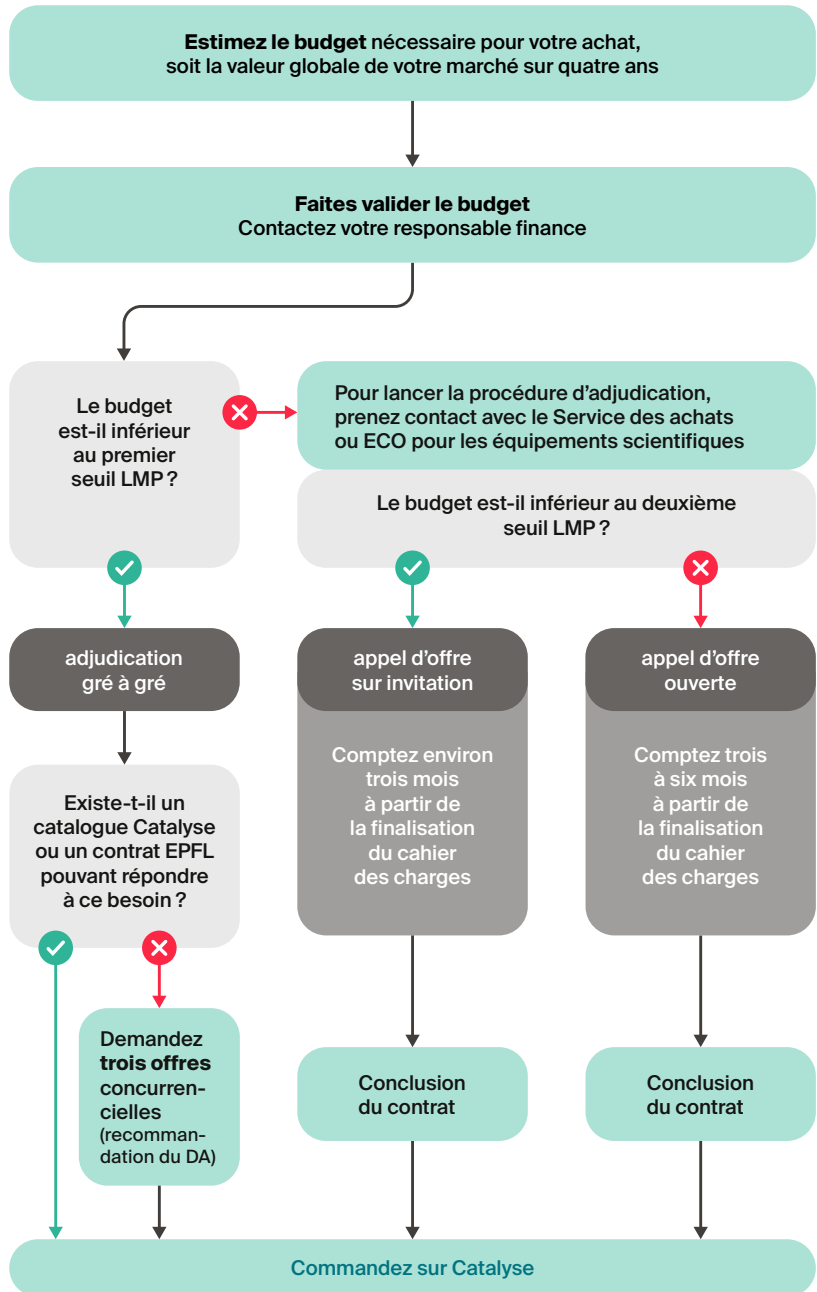 Estimez le budget nécessaire pour votre achat,
soit la valeur globale de votre marché sur quatre ans
Faites valider le budget
Contactez votre responsable finance
Le budget
est-il inférieur
au premier
seuil LMP ?
Pour lancer la procédure d'adjudication,
prenez contact avec le Service des achats
ou ECO pour les équipements scientifiques
Le budget est-il inférieur au deuxième
seuil LMP ?
adjudication
gré à gré
appel d'offre
sur invitation
appel d'offre
ouverte
Existe-t-il un
catalogue Catalyse
ou un contrat EPFL
pouvant répondre
à ce besoin ?
Comptez environ
trois mois
à partir de
la finalisation
du cahier
des charges
Comptez trois
à six mois
à partir de
la finalisation
du cahier
des charges
Demandez
trois offres
concurren-
cielles
(recomman-
dation du DA)
Conclusion
du contrat
Conclusion
du contrat
Commandez sur Catalyse